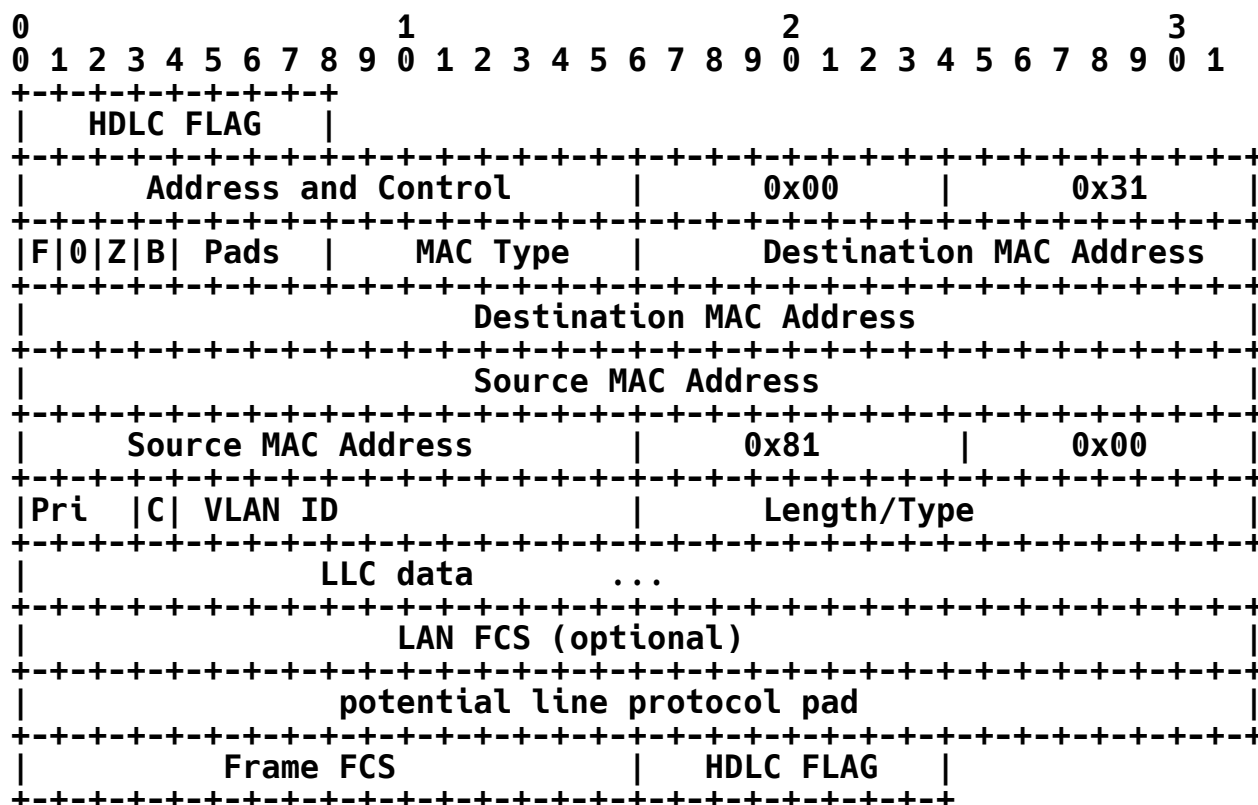 0                   1                   2                   3
0 1 2 3 4 5 6 7 8 9 0 1 2 3 4 5 6 7 8 9 0 1 2 3 4 5 6 7 8 9 0 1
+-+-+-+-+-+-+-+-+
|   HDLC FLAG   |
+-+-+-+-+-+-+-+-+-+-+-+-+-+-+-+-+-+-+-+-+-+-+-+-+-+-+-+-+-+-+-+-+
|      Address and Control      |      0x00     |      0x31     |
+-+-+-+-+-+-+-+-+-+-+-+-+-+-+-+-+-+-+-+-+-+-+-+-+-+-+-+-+-+-+-+-+
|F|0|Z|B| Pads  |    MAC Type   |      Destination MAC Address  |
+-+-+-+-+-+-+-+-+-+-+-+-+-+-+-+-+-+-+-+-+-+-+-+-+-+-+-+-+-+-+-+-+
|                       Destination MAC Address                 |
+-+-+-+-+-+-+-+-+-+-+-+-+-+-+-+-+-+-+-+-+-+-+-+-+-+-+-+-+-+-+-+-+
|                       Source MAC Address                      |
+-+-+-+-+-+-+-+-+-+-+-+-+-+-+-+-+-+-+-+-+-+-+-+-+-+-+-+-+-+-+-+-+
|     Source MAC Address        |     0x81       |     0x00     |
+-+-+-+-+-+-+-+-+-+-+-+-+-+-+-+-+-+-+-+-+-+-+-+-+-+-+-+-+-+-+-+-+
|Pri  |C| VLAN ID               |      Length/Type              |
+-+-+-+-+-+-+-+-+-+-+-+-+-+-+-+-+-+-+-+-+-+-+-+-+-+-+-+-+-+-+-+-+
|               LLC data       ...
+-+-+-+-+-+-+-+-+-+-+-+-+-+-+-+-+-+-+-+-+-+-+-+-+-+-+-+-+-+-+-+-+
|                   LAN FCS (optional)                          |
+-+-+-+-+-+-+-+-+-+-+-+-+-+-+-+-+-+-+-+-+-+-+-+-+-+-+-+-+-+-+-+-+
|                potential line protocol pad                    |
+-+-+-+-+-+-+-+-+-+-+-+-+-+-+-+-+-+-+-+-+-+-+-+-+-+-+-+-+-+-+-+-+
|          Frame FCS            |   HDLC FLAG   |
+-+-+-+-+-+-+-+-+-+-+-+-+-+-+-+-+-+-+-+-+-+-+-+-+